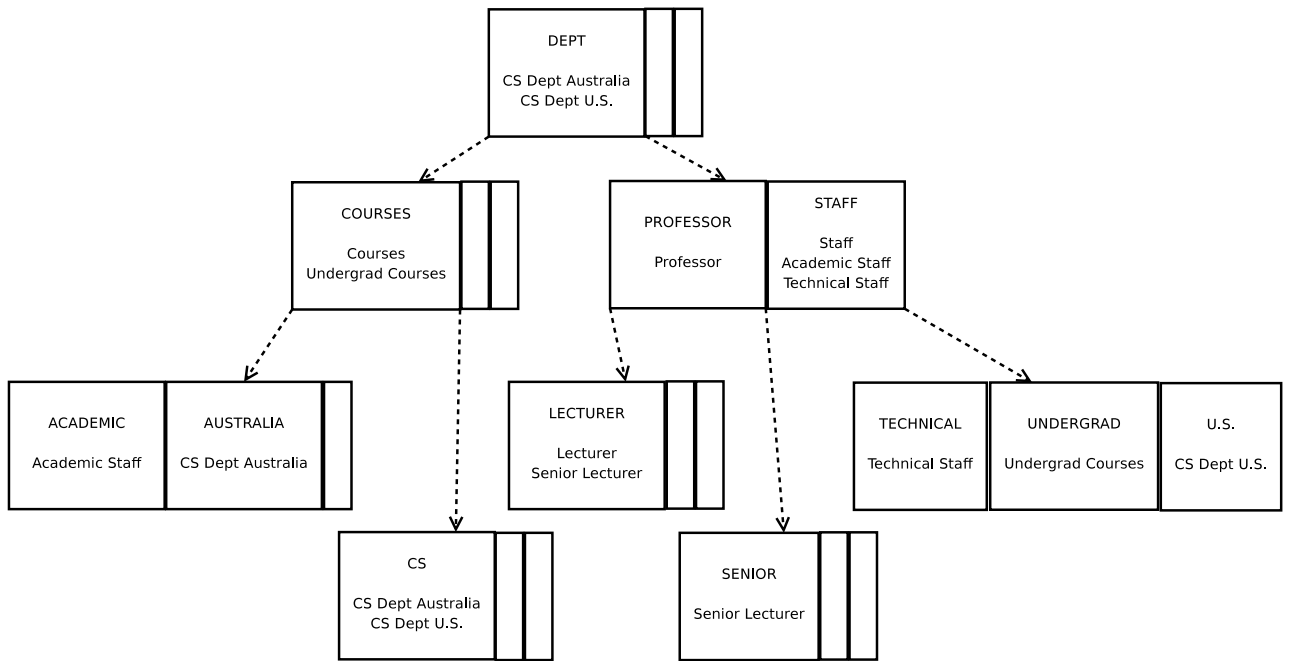 DEPT
CS Dept Australia
CS Dept U.S.
COURSES
Courses
Undergrad Courses
PROFESSOR
Professor
STAFF
Staff
Academic Staff
Technical Staff
ACADEMIC
Academic Staff
AUSTRALIA
CS Dept Australia
LECTURER
Lecturer
Senior Lecturer
TECHNICAL
Technical Staff
UNDERGRAD
Undergrad Courses
U.S.
CS Dept U.S.
CS
CS Dept Australia
CS Dept U.S.
SENIOR
Senior Lecturer